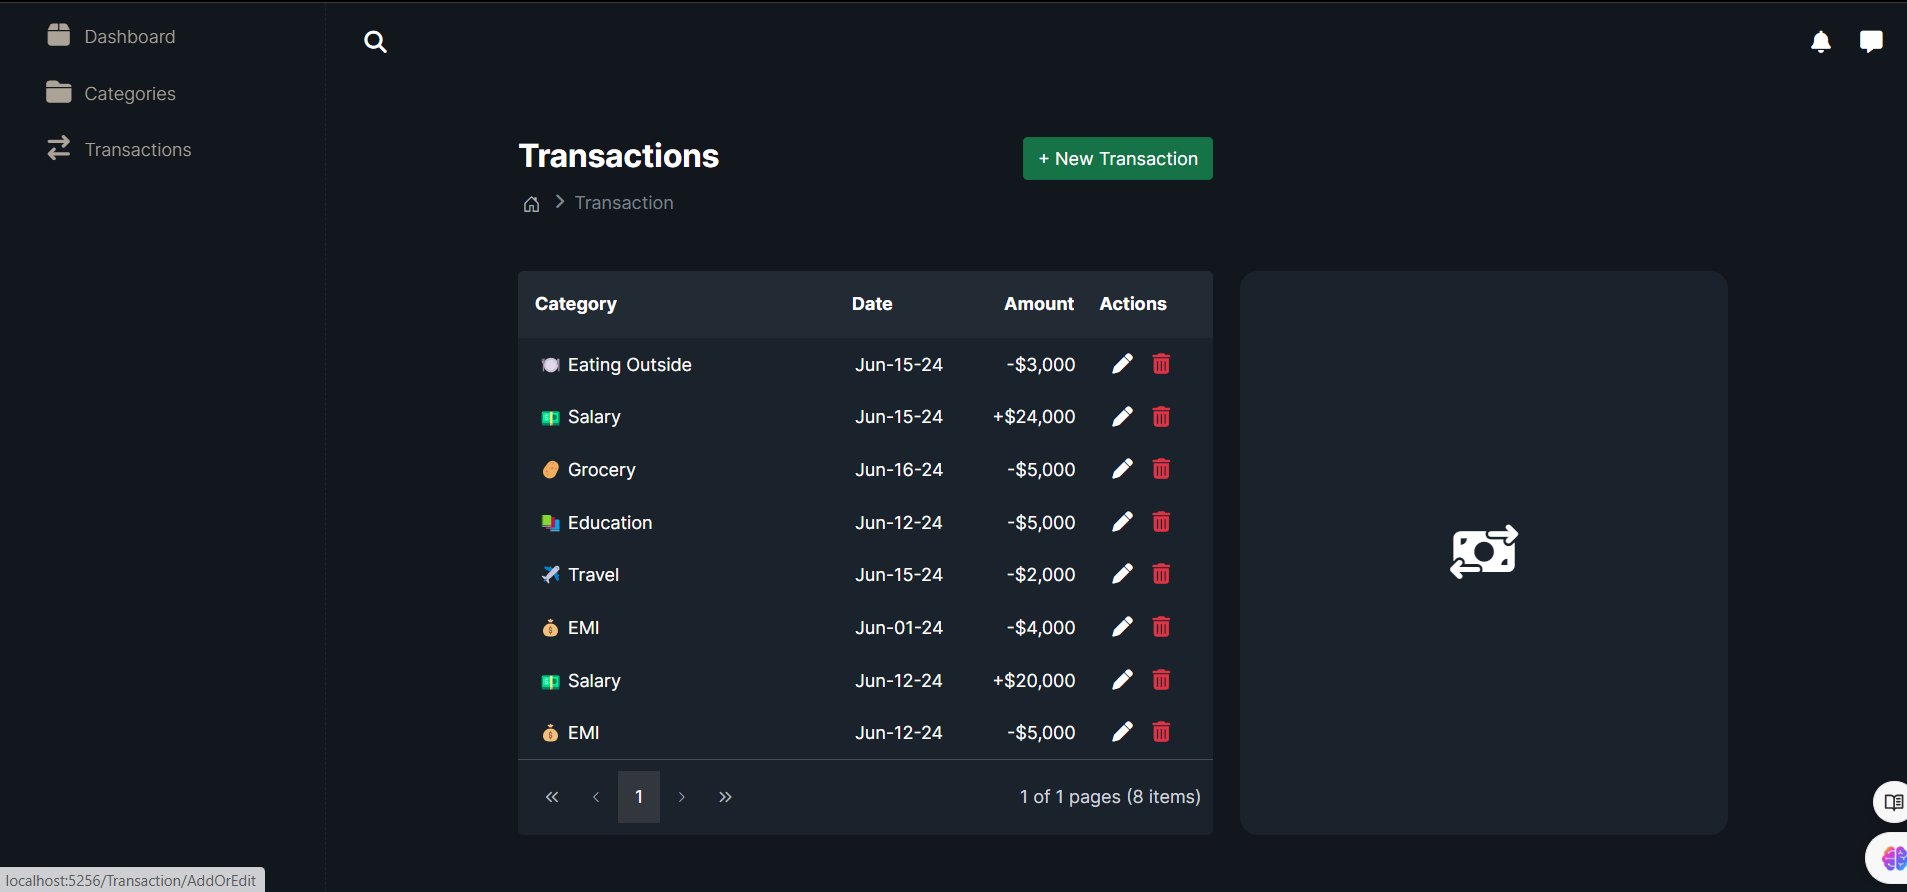 Dashboard
Categories
Transactions
Transactions
+ New Transaction
Transaction
Category Date Amount Actions
Eating Outside Jun-15-24 -$3,000
Salary Jun-15-24 +$24,000
Grocery Jun-16-24 -$5,000
Education Jun-12-24 -$5,000
Travel Jun-15-24 -$2,000
EMI Jun-01-24 -$4,000
Salary Jun-12-24 +$20,000
EMI Jun-12-24 -$5,000
1 1 of 1 pages (8 items)
localhost:5256/Transaction/AddOrEdit